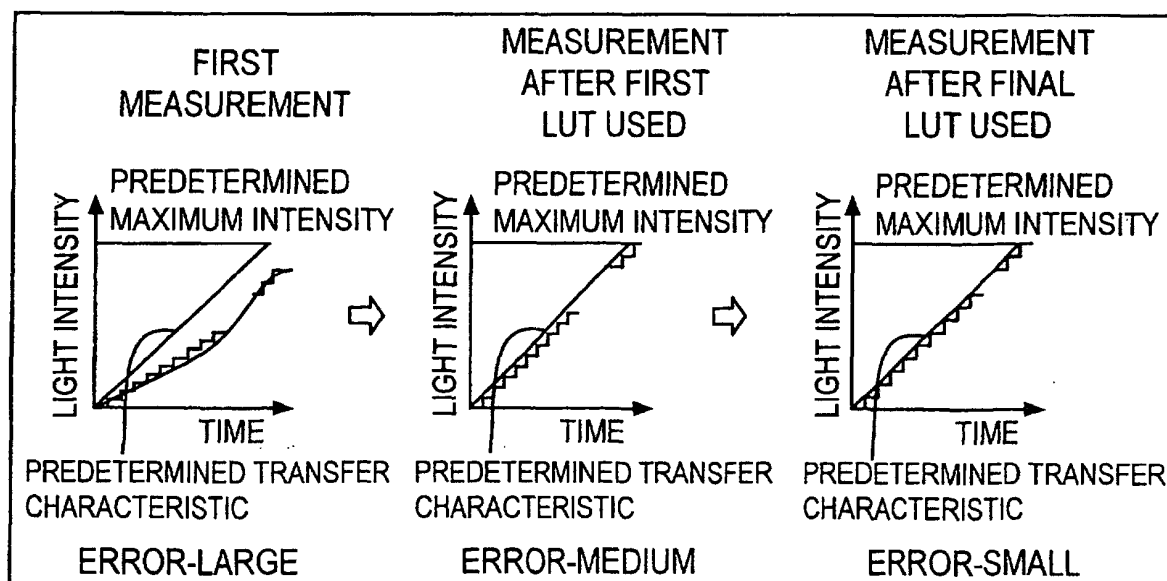 FIRST
MEASUREMENT
PREDETERMINED
MAXIMUM INTENSITY
LIGHT INTENSITY
TIME
PREDETERMINED TRANSFER
CHARACTERISTIC
ERROR-LARGE
MEASUREMENT
AFTER FIRST
LUT USED
PREDETERMINED
MAXIMUM INTENSITY
LIGHT INTENSITY
TIME
PREDETERMINED TRANSFER
CHARACTERISTIC
ERROR-MEDIUM
MEASUREMENT
AFTER FINAL
LUT USED
PREDETERMINED
MAXIMUM INTENSITY
LIGHT INTENSITY
TIME
PREDETERMINED TRANSFER
CHARACTERISTIC
ERROR-SMALL